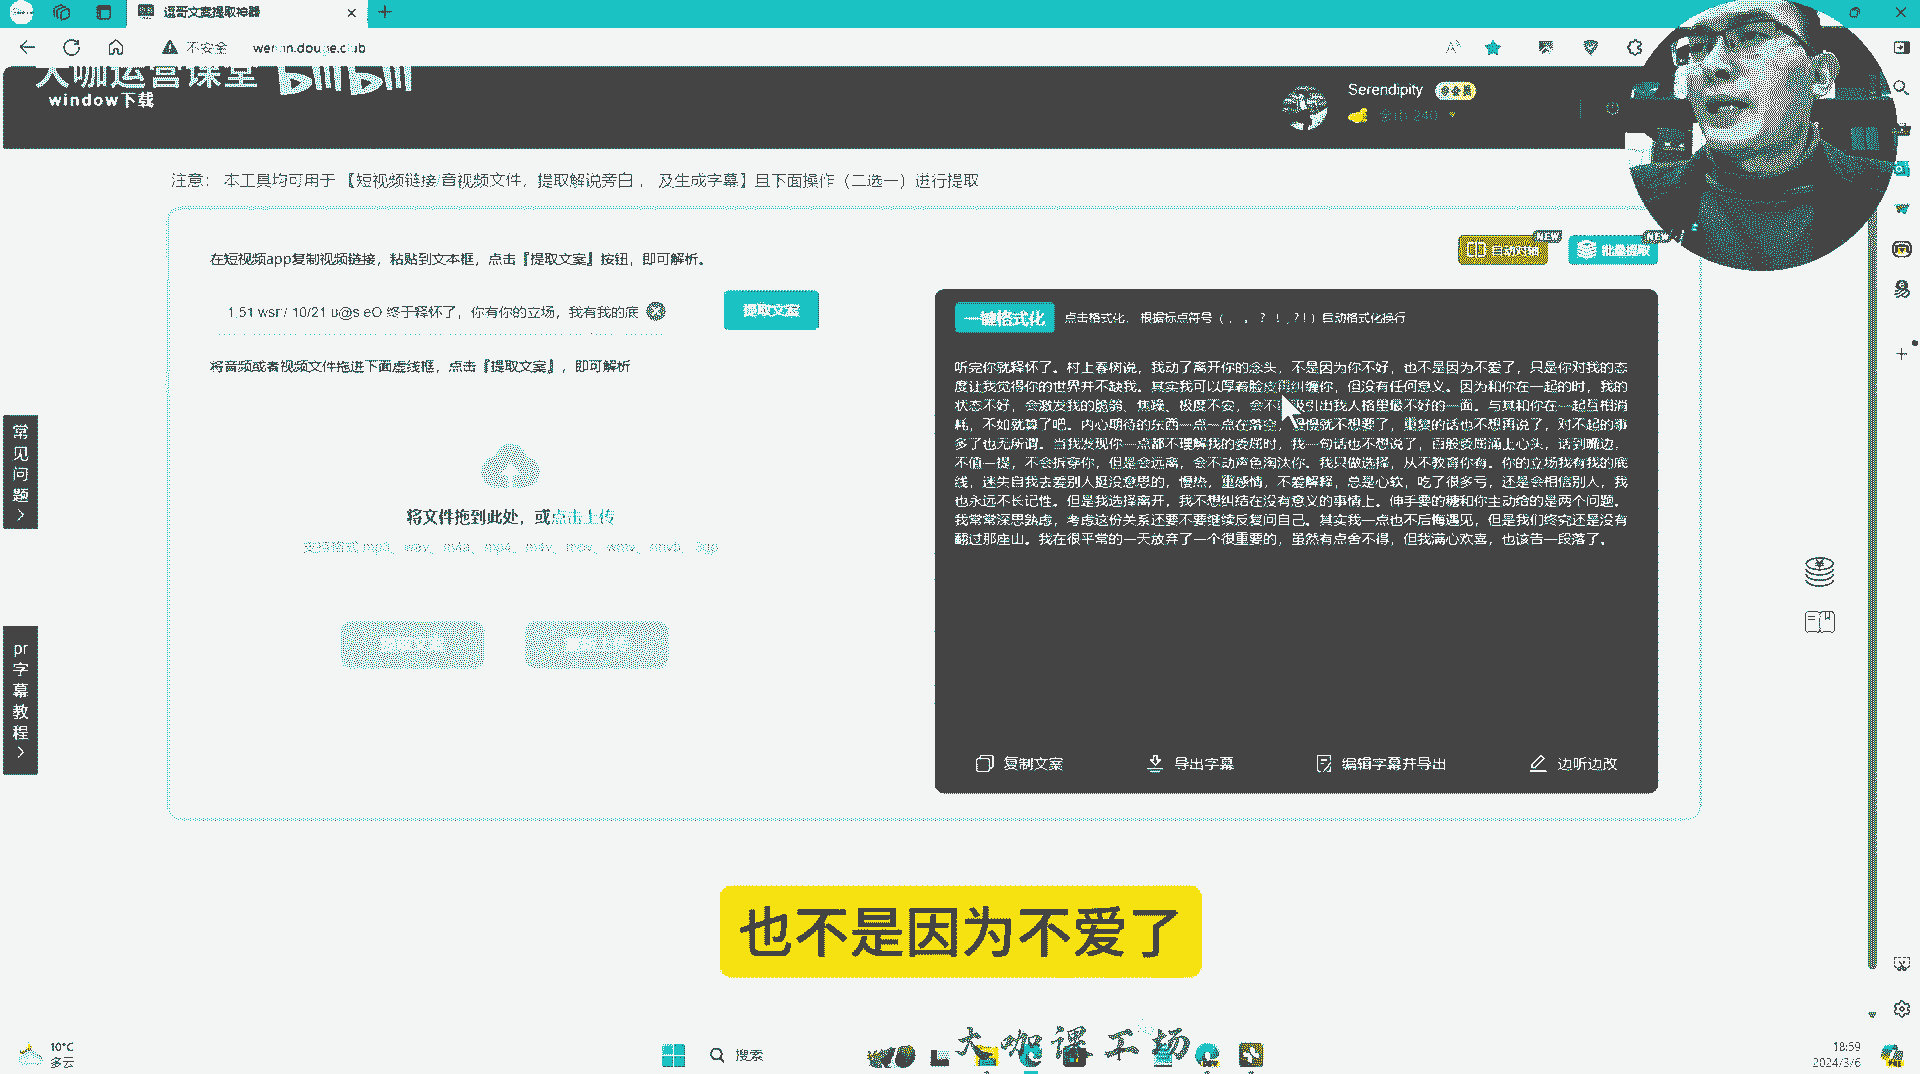 逗哥文案提取神器
不安全
大咖运营课堂 bilibili
window下载
Serendipity
会员
240
注意： 本工具均可用于 【短视频链接/音视频文件，提取解说旁白， 及生成字幕】且下面操作（二选一）进行提取
在短视频app复制视频链接，粘贴到文本框，点击『提取文案』按钮，即可解析。
NEW
批量提取
NEW
终于释怀了，你有你的立场，我有我的底
提取文案
一键格式化
点击格式化， 根据标点符号（，。？！,?!）自动格式化换行
将音频或者视频文件拖进下面虚线框，点击『提取文案』，即可解析
听完你就释怀了。村上春树说，我动了离开你的念头，不是因为你不好，也不是因为不爱了，只是你对我的态
度让我觉得你的世界并不缺我。其实我可以厚着脸皮再纠缠你，但没有任何意义。因为和你在一起的时，我的
状态不好，会激发我的脆弱、焦躁、极度不安，会不断吸引出我人格里最不好的一面。与其和你在一起互相消
耗，不如就算了吧。内心期待的东西一点一点在落空，慢慢就不想要了，重复的话也不想再说了，对不起的事
多了也无所谓。当我发现你一点都不理解我的委屈时，我一句话也不想说了，百般委屈涌上心头，话到嘴边，
不值一提，不会拆穿你，但是会远离，会不动声色淘汰你。我只做选择，从不教育你有。你的立场我有我的底
线，迷失自我去爱别人挺没意思的，慢热，重感情，不爱解释，总是心软，吃了很多亏，还是会相信别人，我
也永远不长记性。但是我选择离开，我不想纠结在没有意义的事情上。伸手要的糖和你主动给的是两个问题。
我常常深思熟虑，考虑这份关系还要不要继续反复问自己。其实我一点也不后悔遇见，但是我们终究还是没有
翻过那座山。我在很平常的一天放弃了一个很重要的，虽然有点舍不得，但我满心欢喜，也该告一段落了。
常见问题
将文件拖到此处，或点击上传
pr字幕教程
复制文案
导出字幕
编辑字幕并导出
边听边改
也不是因为不爱了
大咖课工场
10°C
多云
搜索
18:59
2024/3/6